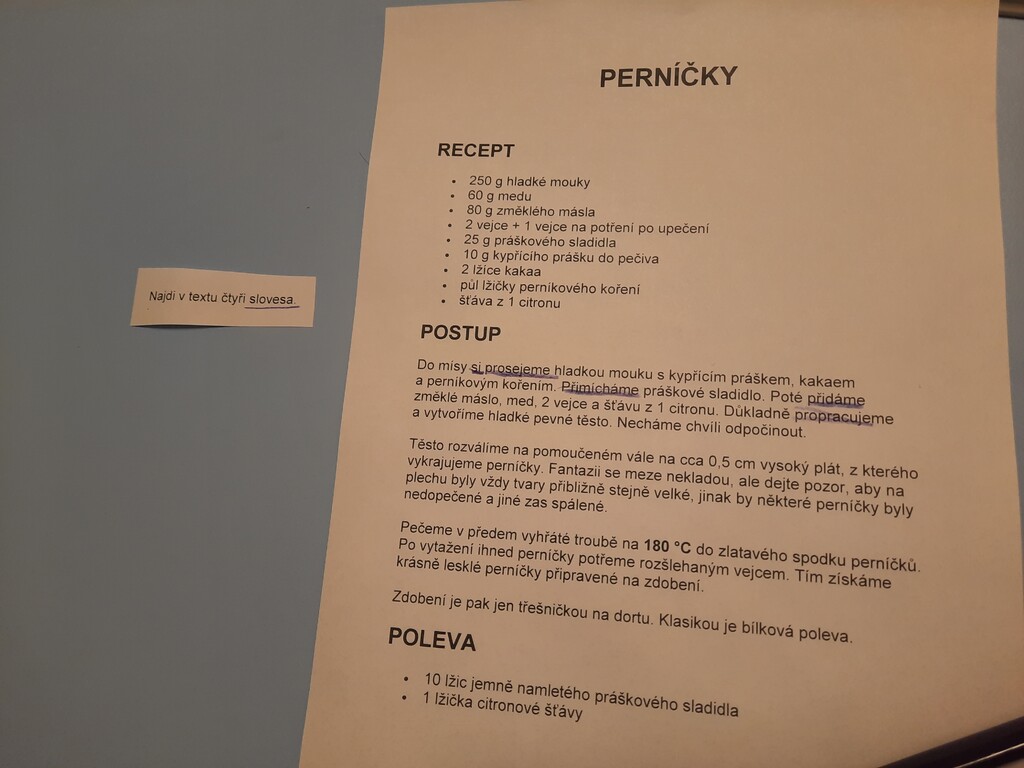 Najdi v textu čtyři slovesa.
PERNÍČKY
RECEPT
• 250 g hladké mouky
• 60 g medu
• 80 g změklého másla
• 2 vejce + 1 vejce na potření po upečení
• 25 g práškového sladidla
• 10 g kypřícího prášku do pečiva
• 2 lžíce kakaa
• půl lžičky perníkového koření
• šťáva z 1 citronu
POSTUP
Do mísy si prosejeme hladkou mouku s kypřícím práškem, kakaem
a perníkovým kořením. Přimícháme práškové sladidlo. Poté přidáme
změklé máslo, med, 2 vejce a šťávu z 1 citronu. Důkladně propracujeme
a vytvoříme hladké pevné těsto. Necháme chvíli odpočinout.
Těsto rozválíme na pomoučeném vále na cca 0,5 cm vysoký plát, z kterého
vykrajujeme perníčky. Fantazii se meze nekladou, ale dejte pozor, aby na
plechu byly vždy tvary přibližně stejně velké, jinak by některé perníčky byly
nedopečené a jiné zas spálené.
Pečeme v předem vyhřáté troubě na 180 °C do zlatavého spodku perníčků.
Po vytažení ihned perníčky potřeme rozšlehaným vejcem. Tím získáme
krásně lesklé perníčky připravené na zdobení.
Zdobení je pak jen třešničkou na dortu. Klasikou je bílková poleva.
POLEVA
• 10 lžic jemně namletého práškového sladidla
• 1 lžička citronové šťávy